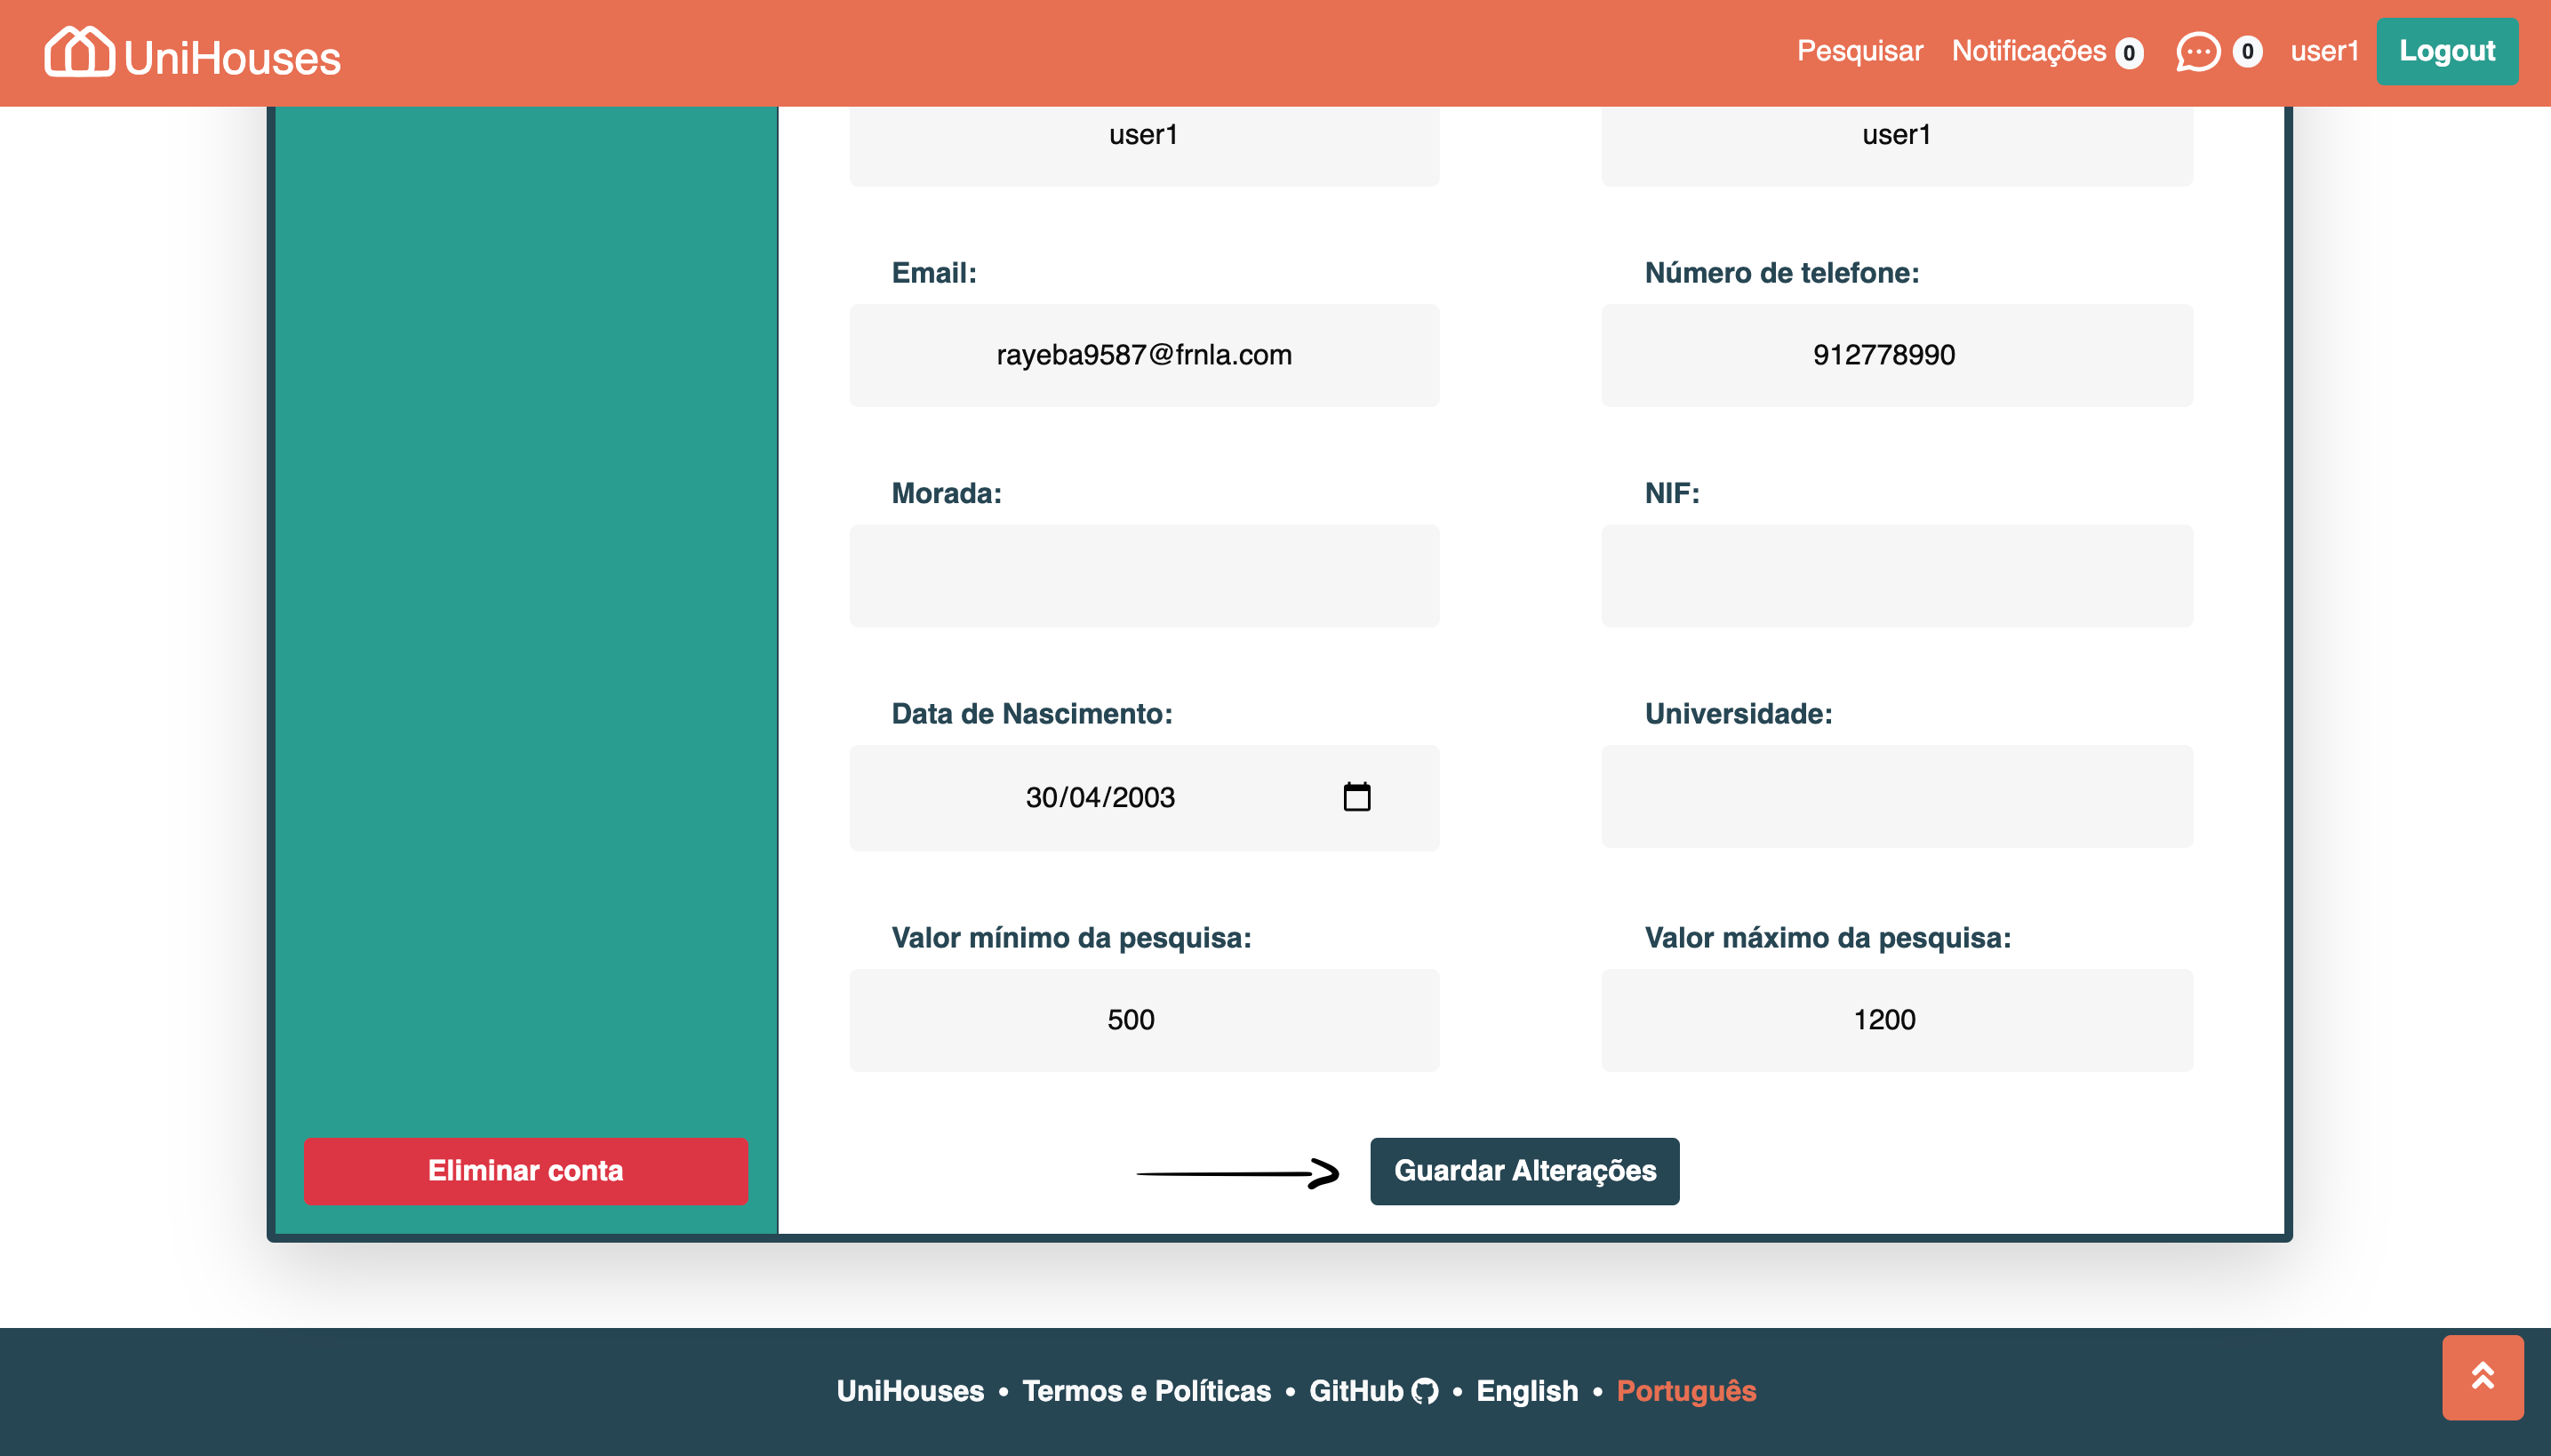 UniHouses
Pesquisar Notificações 0 0 user1 Logout
user1 user1
Email: Número de telefone:
rayeba9587@frnla.com 912778990
Morada: NIF:
Data de Nascimento: Universidade:
30/04/2003
Valor mínimo da pesquisa: Valor máximo da pesquisa:
500 1200
Eliminar conta Guardar Alterações
UniHouses • Termos e Políticas • GitHub • English • Português